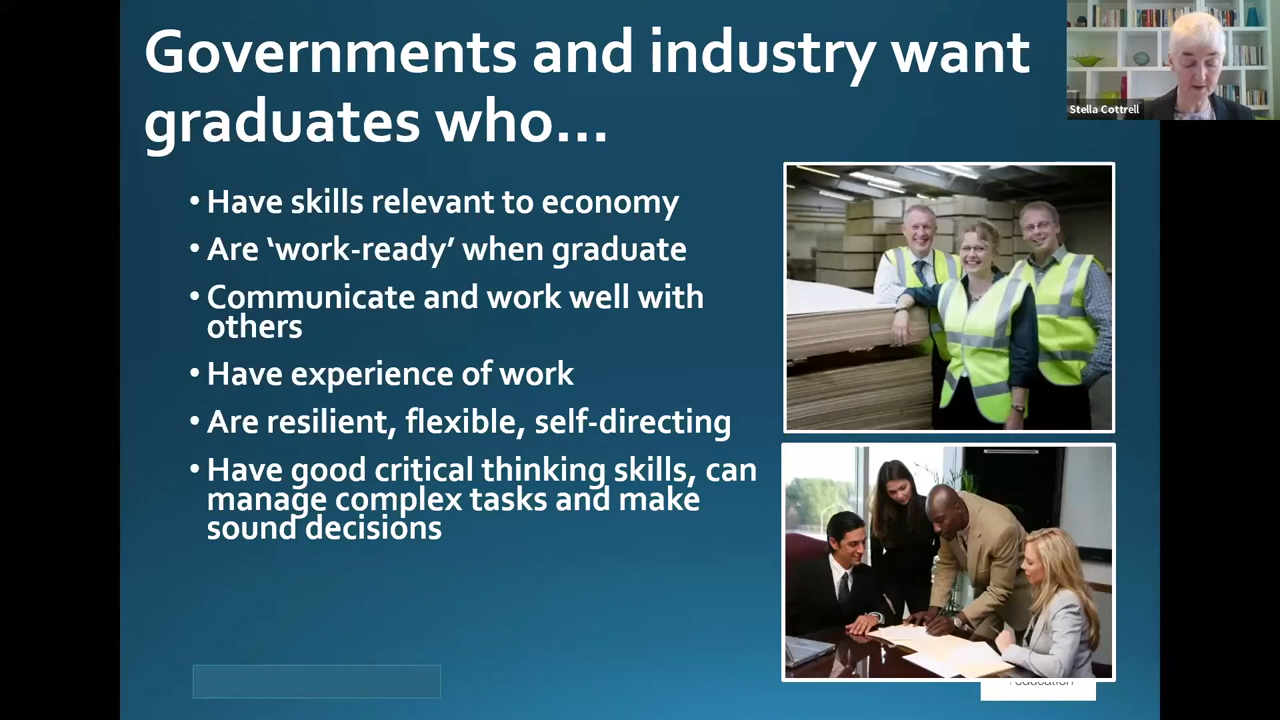 Governments and industry want
graduates who...
Stella Cottrell
• Have skills relevant to economy
• Are ‘work-ready’ when graduate
• Communicate and work well with
others
• Have experience of work
• Are resilient, flexible, self-directing
• Have good critical thinking skills, can
manage complex tasks and make
sound decisions